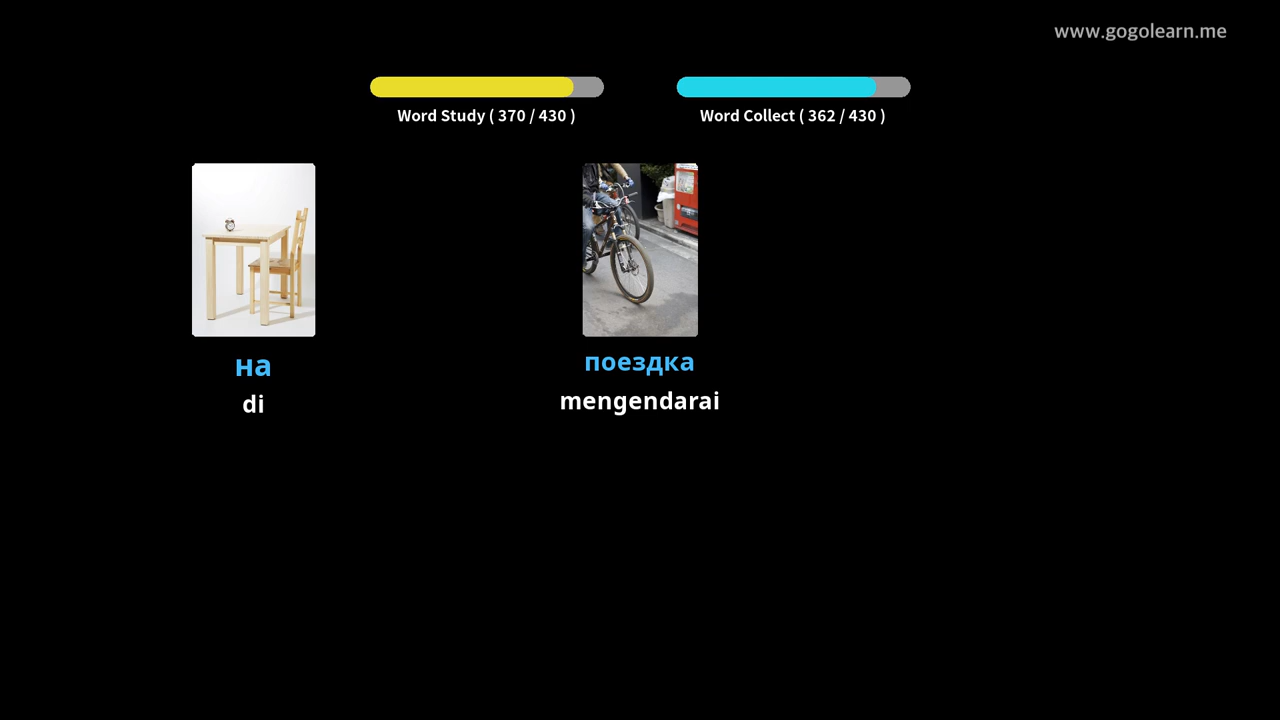 www.gogolearn.me
Word Study ( 370 / 430 )
Word Collect ( 362 / 430 )
на
di
поездка
mengendarai